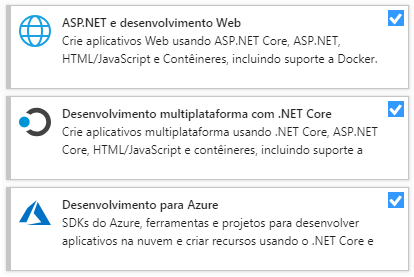 ASP.NET e desenvolvimento Web
Crie aplicativos Web usando ASP.NET Core, ASP.NET,
HTML/JavaScript e Contêineres, incluindo suporte a Docker.
Desenvolvimento multiplataforma com .NET Core
Crie aplicativos multiplataforma usando .NET Core, ASP.NET
Core, HTML/JavaScript e contêineres, incluindo suporte a
Desenvolvimento para Azure
SDKs do Azure, ferramentas e projetos para desenvolver
aplicativos na nuvem e criar recursos usando o .NET Core e